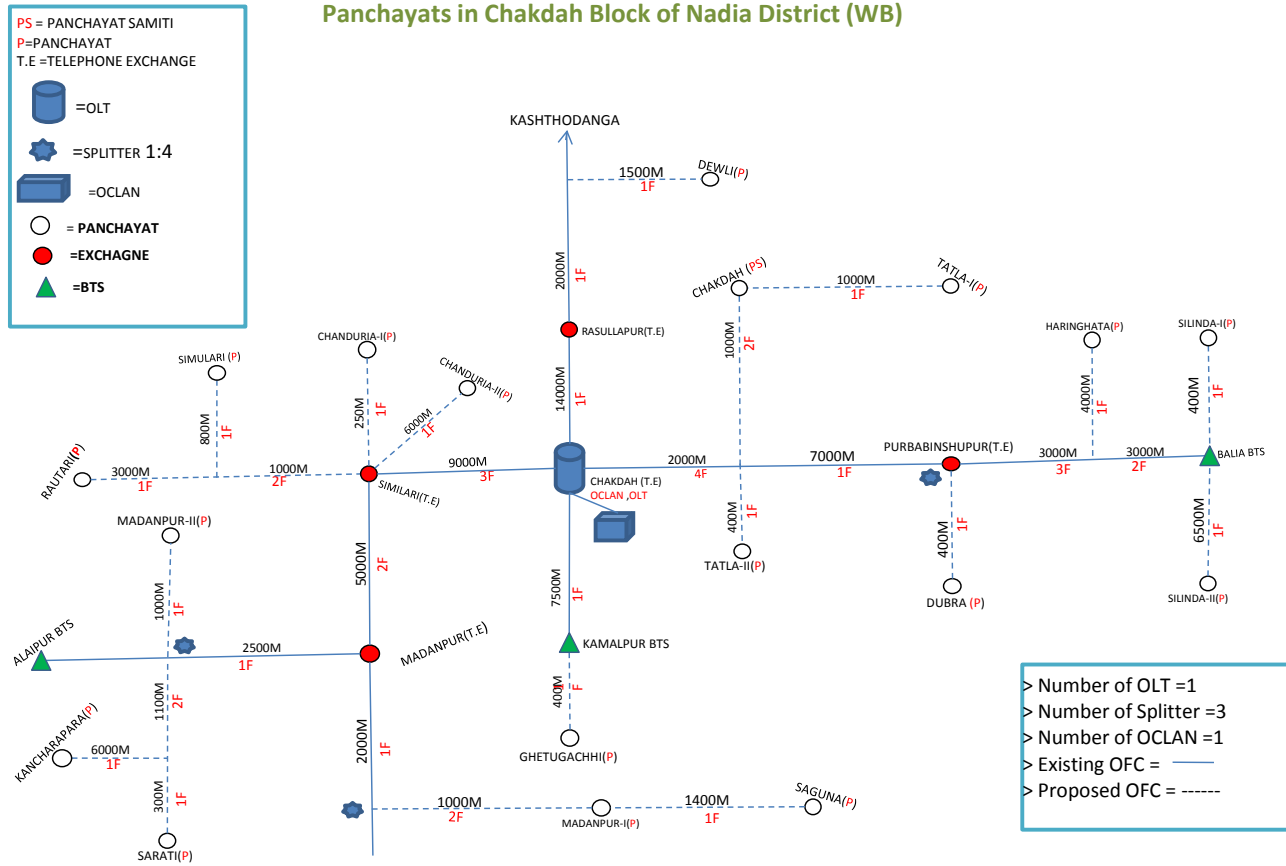 Panchayats in Chakdah Block of Nadia District (WB)
PS = PANCHAYAT SAMITI
P=PANCHAYAT
T.E =TELEPHONE EXCHANGE
=OLT
=SPLITTER 1:4
=OCLAN
= PANCHAYAT
=EXCHAGNE
=BTS
KASHTHODANGA
1500M
1F
DEWLI(P)
2000M
1F
RASULLAPUR(T.E)
14000M
1F
CHAKDAH (PS)
1000M
1F
TATLA-I(P)
1000M
2F
HARINGHATA(P)
SILINDA-I(P)
4000M
1F
400M
1F
SIMULARI (P)
CHANDURIA-I(P)
CHANDURIA-II(P)
800M
1F
250M
1F
6000M
1F
RAUTARI(P)
3000M
1F
1000M
2F
SIMILARI(T.E)
9000M
3F
CHAKDAH (T.E)
OCLAN ,OLT
2000M
4F
7000M
1F
PURBABINSHUPUR(T.E)
3000M
3F
3000M
2F
BALIA BTS
400M
1F
TATLA-II(P)
400M
1F
DUBRA (P)
6500M
1F
SILINDA-II(P)
MADANPUR-II(P)
1000M
1F
5000M
2F
7500M
1F
ALAIPUR BTS
2500M
1F
MADANPUR(T.E)
KAMALPUR BTS
400M
1F
GHETUGACHHI(P)
1100M
2F
KANCHARAPARA(P)
6000M
1F
300M
1F
SARATI(P)
2000M
1F
1000M
2F
MADANPUR-I(P)
1400M
1F
SAGUNA(P)
> Number of OLT =1
> Number of Splitter =3
> Number of OCLAN =1
> Existing OFC =
> Proposed OFC = ------